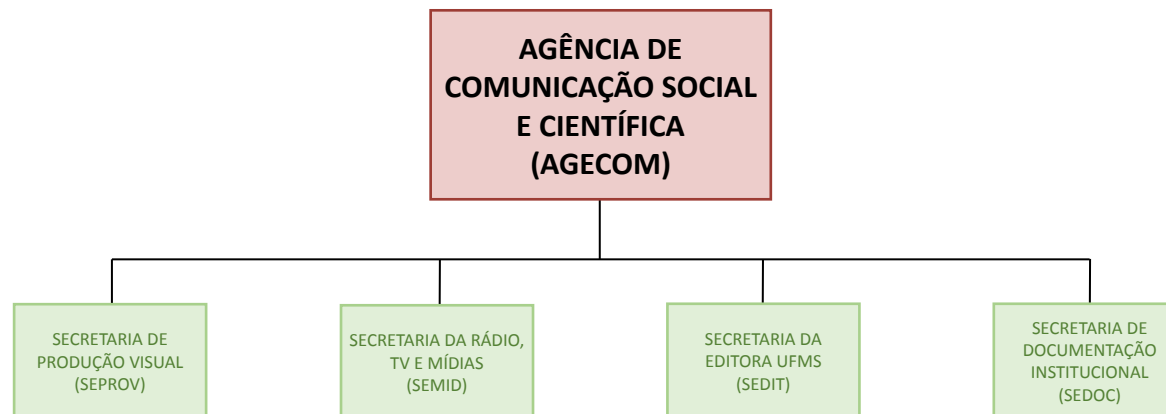 AGÊNCIA DE
COMUNICAÇÃO SOCIAL
E CIENTÍFICA
(AGECOM)
SECRETARIA DE
PRODUÇÃO VISUAL
(SEPROV)
SECRETARIA DA RÁDIO,
TV E MÍDIAS
(SEMID)
SECRETARIA DA
EDITORA UFMS
(SEDIT)
SECRETARIA DE
DOCUMENTAÇÃO
INSTITUCIONAL
(SEDOC)